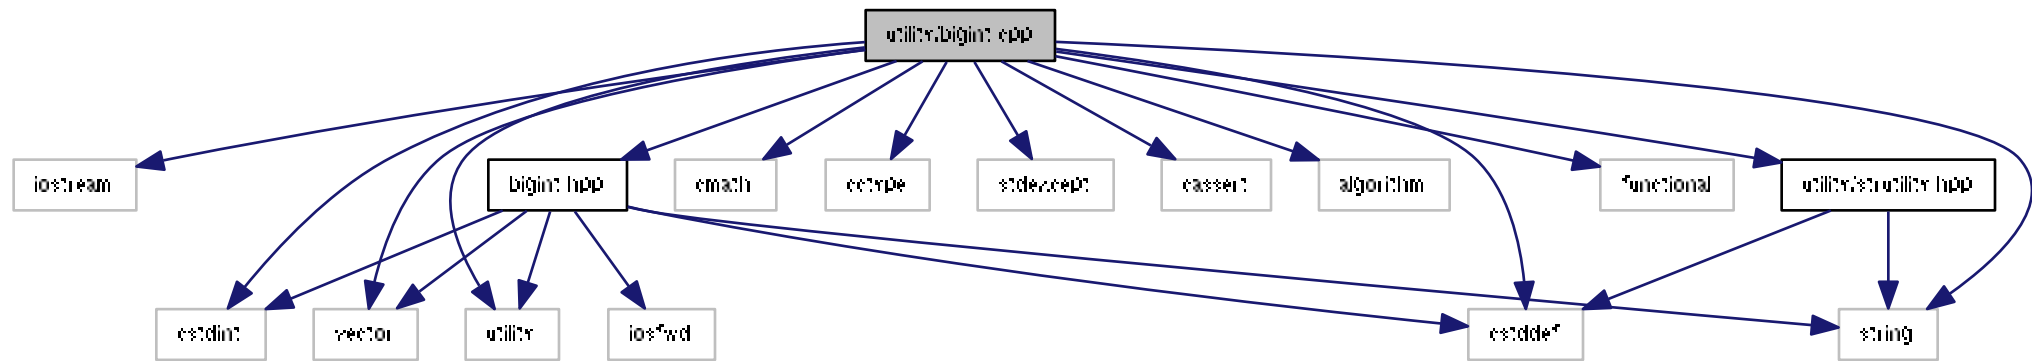 utility/bigint.cpp
iostream
bigint.hpp
cmath
cctype
stdexcept
cassert
algorithm
functional
utility/strutility.hpp
cstdint
vector
utility
iosfwd
cstddef
string